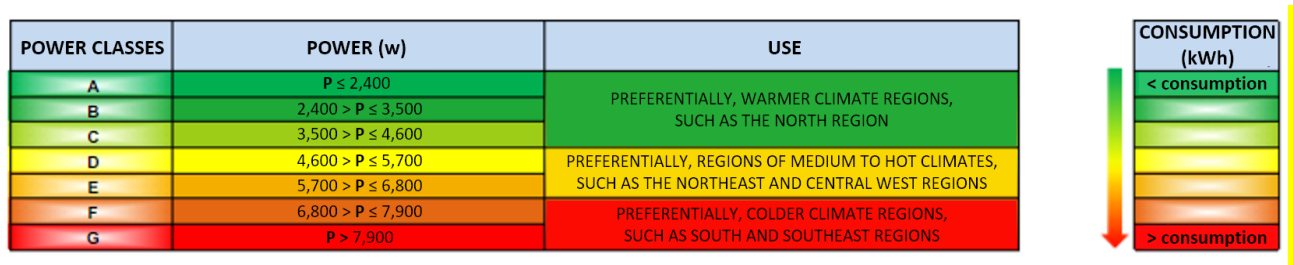 POWER CLASSES POWER (w) USE CONSUMPTION
(kWh)
A P ≤ 2,400 < consumption
B 2,400 > P ≤ 3,500 PREFERENTIALLY, WARMER CLIMATE REGIONS,
SUCH AS THE NORTH REGION
C 3,500 > P ≤ 4,600
D 4,600 > P ≤ 5,700 PREFERENTIALLY, REGIONS OF MEDIUM TO HOT CLIMATES,
E 5,700 > P ≤ 6,800 SUCH AS THE NORTHEAST AND CENTRAL WEST REGIONS
F 6,800 > P ≤ 7,900 PREFERENTIALLY, COLDER CLIMATE REGIONS,
G P > 7,900 SUCH AS SOUTH AND SOUTHEAST REGIONS > consumption